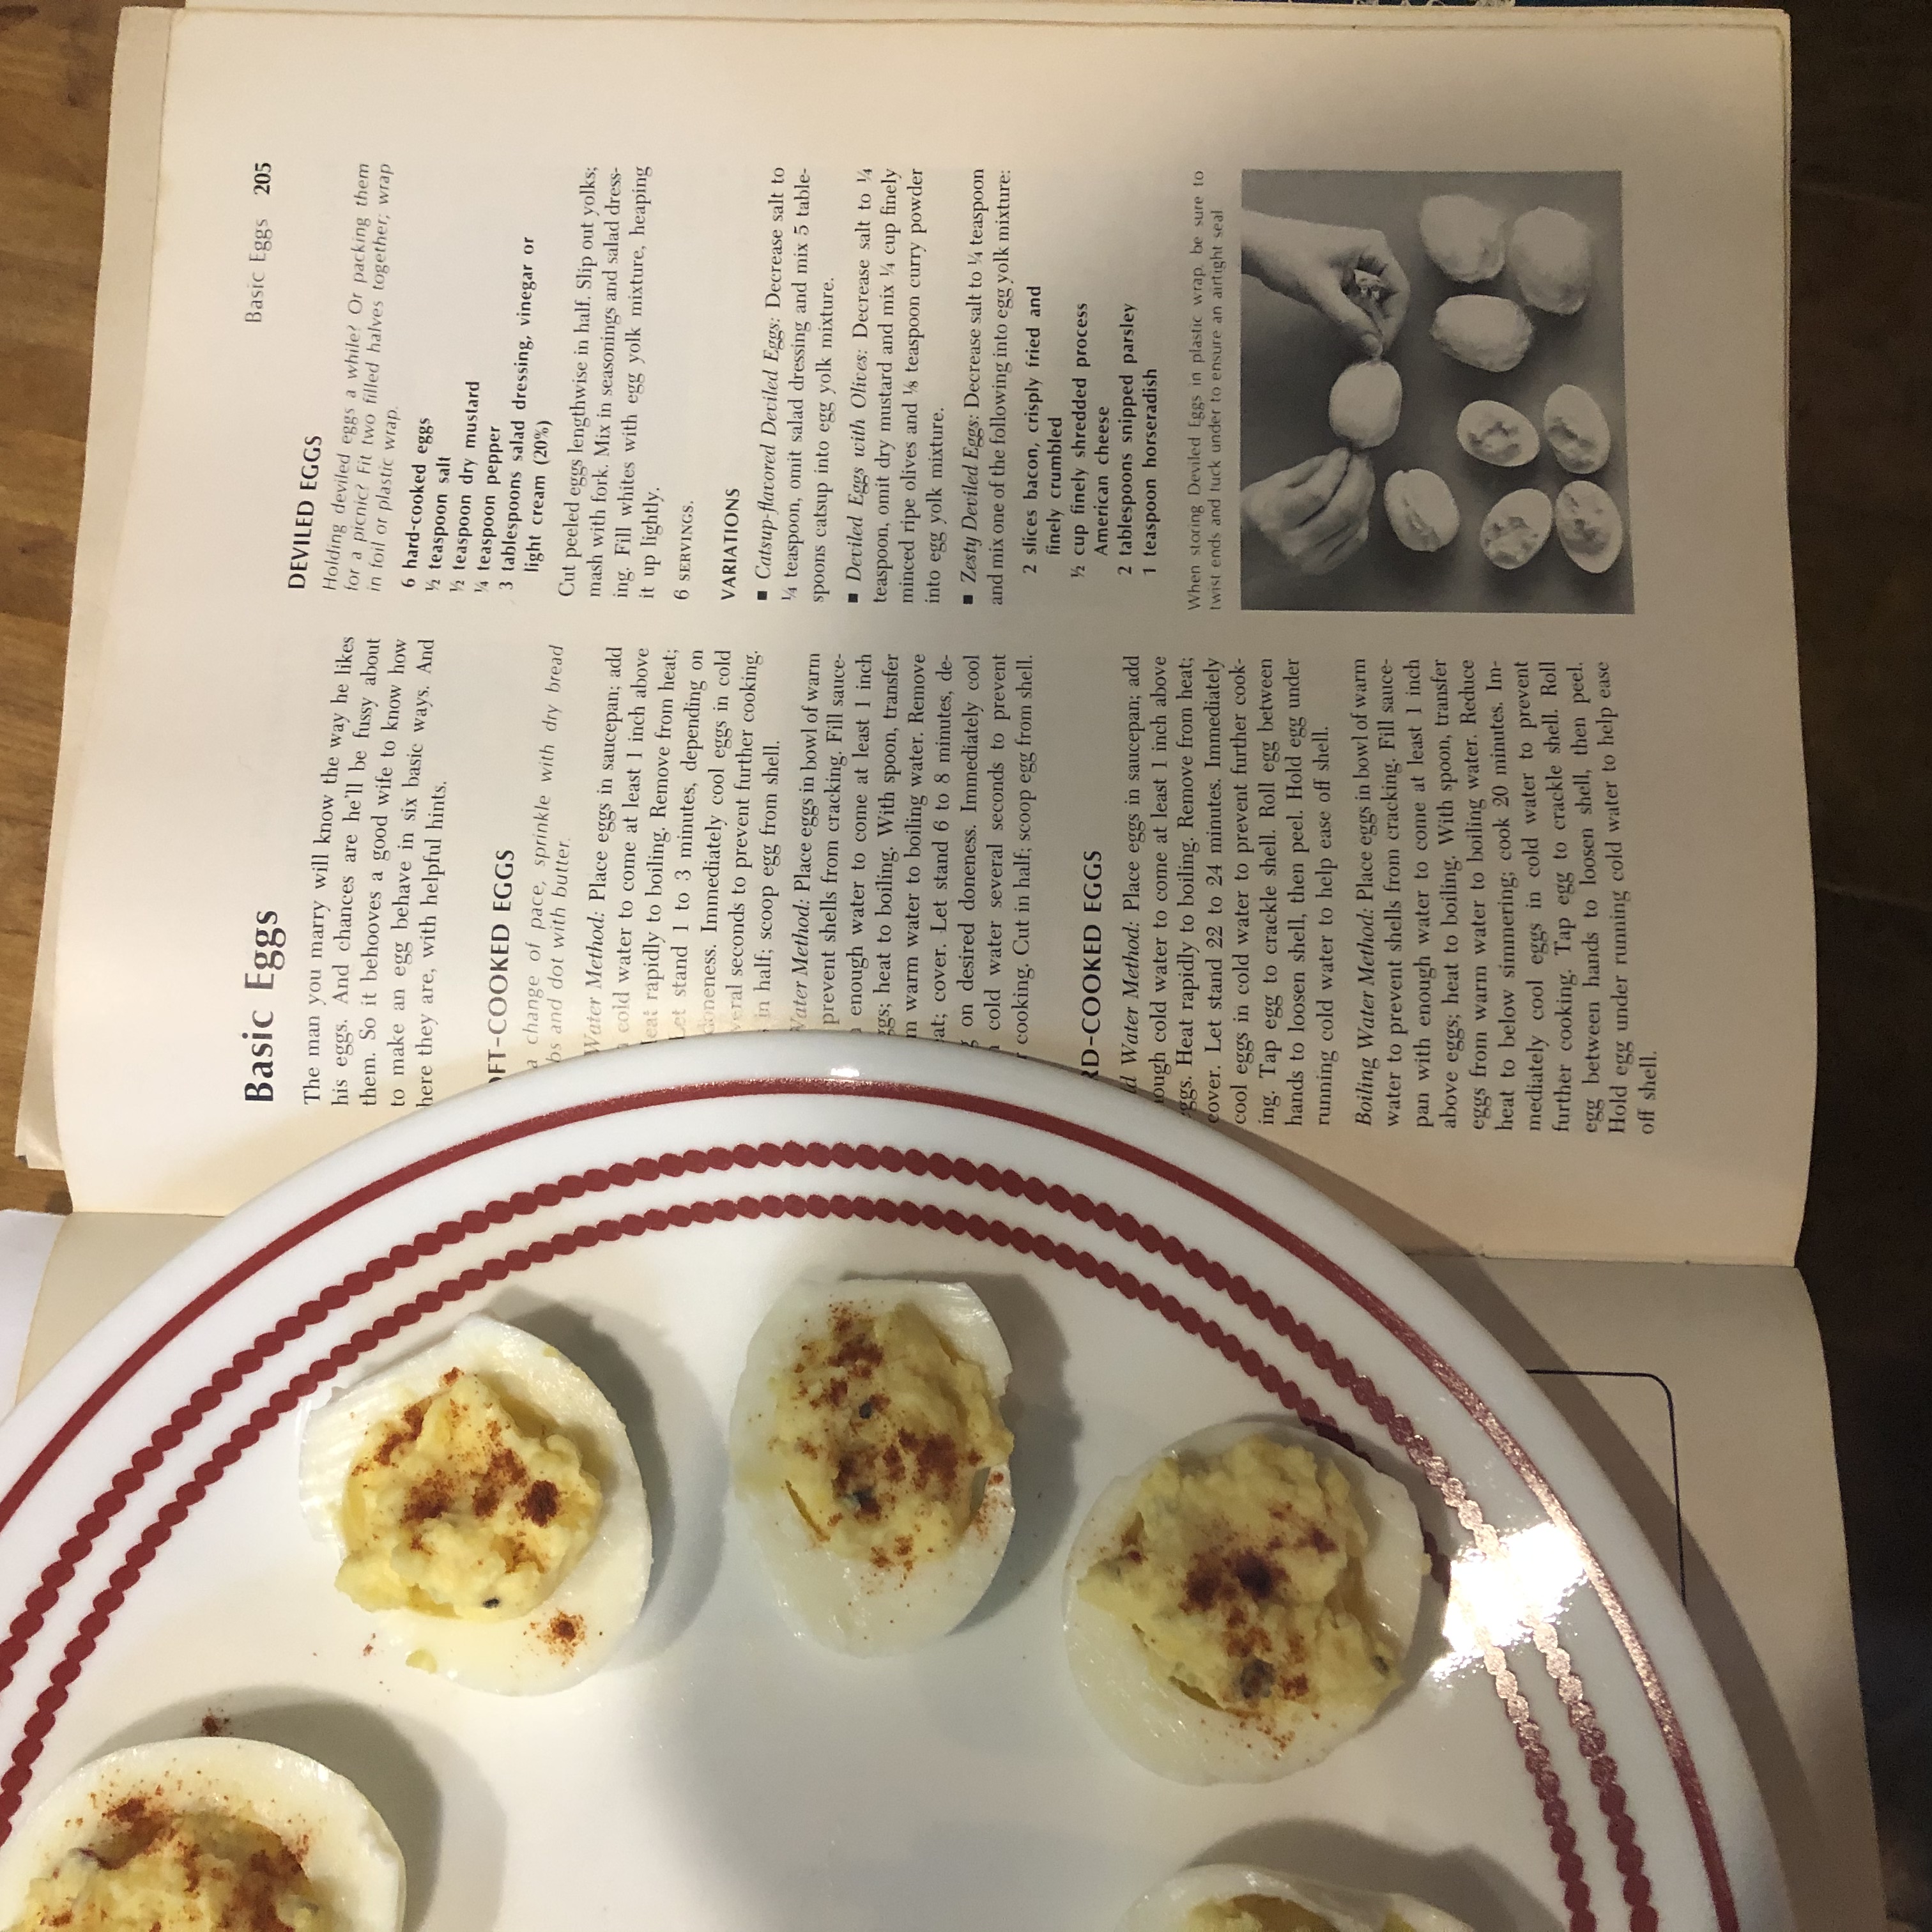 Basic Eggs
The man you marry will know the way he likes
his eggs. And chances are he'll be fussy about
them. So it behooves a good wife to know how
to make an egg behave in six basic ways. And
here they are, with helpful hints.
OFT-COOKED EGGS
a change of pace, sprinkle with dry bread
bs and dot with butter.
Water Method: Place eggs in saucepan; add
cold water to come at least 1 inch above
Heat rapidly to boiling. Remove from heat;
Let stand 1 to 3 minutes, depending on
doneness. Immediately cool eggs in cold
veral seconds to prevent further cooking.
in half; scoop egg from shell.
Water Method: Place eggs in bowl of warm
prevent shells from cracking. Fill sauce-
enough water to come at least 1 inch
ggs; heat to boiling. With spoon, transfer
m warm water to boiling water. Remove
at; cover. Let stand 6 to 8 minutes, de-
g on desired doneness. Immediately cool
cold water several seconds to prevent
r cooking. Cut in half; scoop egg from shell.
RD-COOKED EGGS
ld Water Method: Place eggs in saucepan; add
ough cold water to come at least 1 inch above
eggs. Heat rapidly to boiling. Remove from heat;
cover. Let stand 22 to 24 minutes. Immediately
cool eggs in cold water to prevent further cook-
ing. Tap egg to crackle shell. Roll egg between
hands to loosen shell, then peel. Hold egg under
running cold water to help ease off shell.
Boiling Water Method: Place eggs in bowl of warm
water to prevent shells from cracking. Fill sauce-
pan with enough water to come at least 1 inch
above eggs; heat to boiling. With spoon, transfer
eggs from warm water to boiling water. Reduce
heat to below simmering; cook 20 minutes. Im-
mediately cool eggs in cold water to prevent
further cooking. Tap egg to crackle shell. Roll
egg between hands to loosen shell, then peel.
Hold egg under running cold water to help ease
off shell.
Basic Eggs 205
DEVILED EGGS
Holding deviled eggs a while? Or packing them
for a picnic? Fit two filled halves together; wrap
in foil or plastic wrap.
6 hard-cooked eggs
½ teaspoon salt
½ teaspoon dry mustard
¼ teaspoon pepper
3 tablespoons salad dressing, vinegar or
light cream (20%)
Cut peeled eggs lengthwise in half. Slip out yolks;
mash with fork. Mix in seasonings and salad dress-
ing. Fill whites with egg yolk mixture, heaping
it up lightly.
6 SERVINGS.
VARIATIONS
■ Catsup-flavored Deviled Eggs: Decrease salt to
¼ teaspoon, omit salad dressing and mix 5 table-
spoons catsup into egg yolk mixture.
■ Deviled Eggs with Olives: Decrease salt to ¼
teaspoon, omit dry mustard and mix ¼ cup finely
minced ripe olives and ⅛ teaspoon curry powder
into egg yolk mixture.
■ Zesty Deviled Eggs: Decrease salt to ¼ teaspoon
and mix one of the following into egg yolk mixture:
2 slices bacon, crisply fried and
finely crumbled
½ cup finely shredded process
American cheese
2 tablespoons snipped parsley
1 teaspoon horseradish
When storing Deviled Eggs in plastic wrap, be sure to
twist ends and tuck under to ensure an airtight seal.